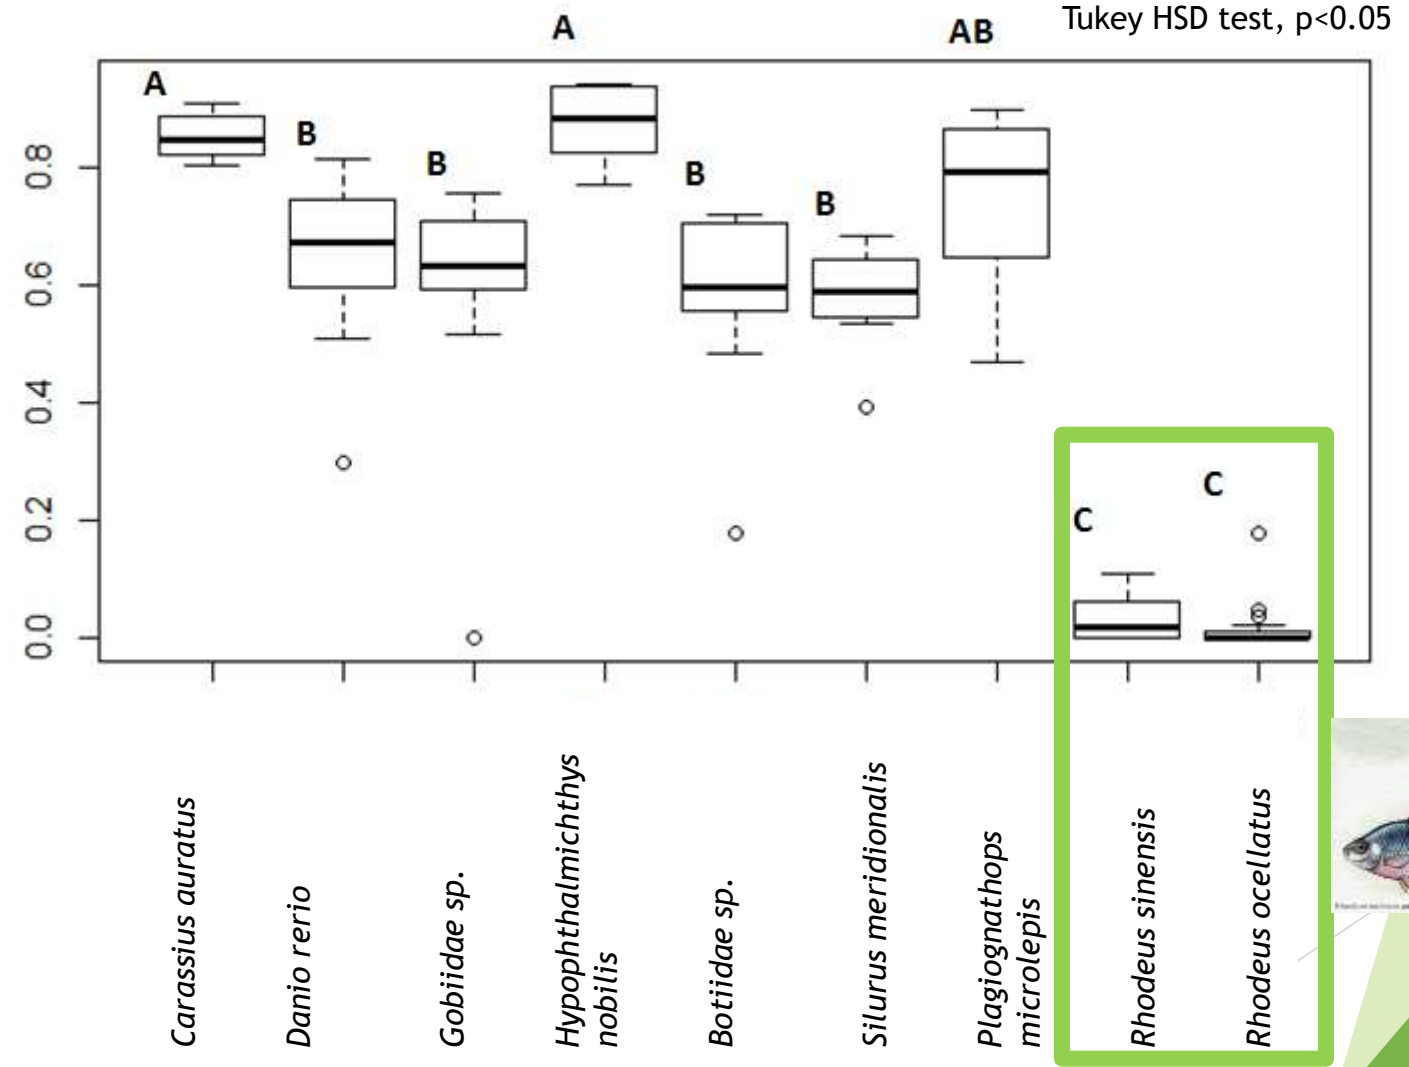 Tukey HSD test, p<0.05
A
AB
A
B
B
B
B
C
C
0.8
0.6
0.4
0.2
0.0
Carassius auratus
Danio rerio
Gobiidae sp.
Hypophthalmichthys
nobilis
Botiidae sp.
Silurus meridionalis
Plagiognathops
microlepis
Rhodeus sinensis
Rhodeus ocellatus